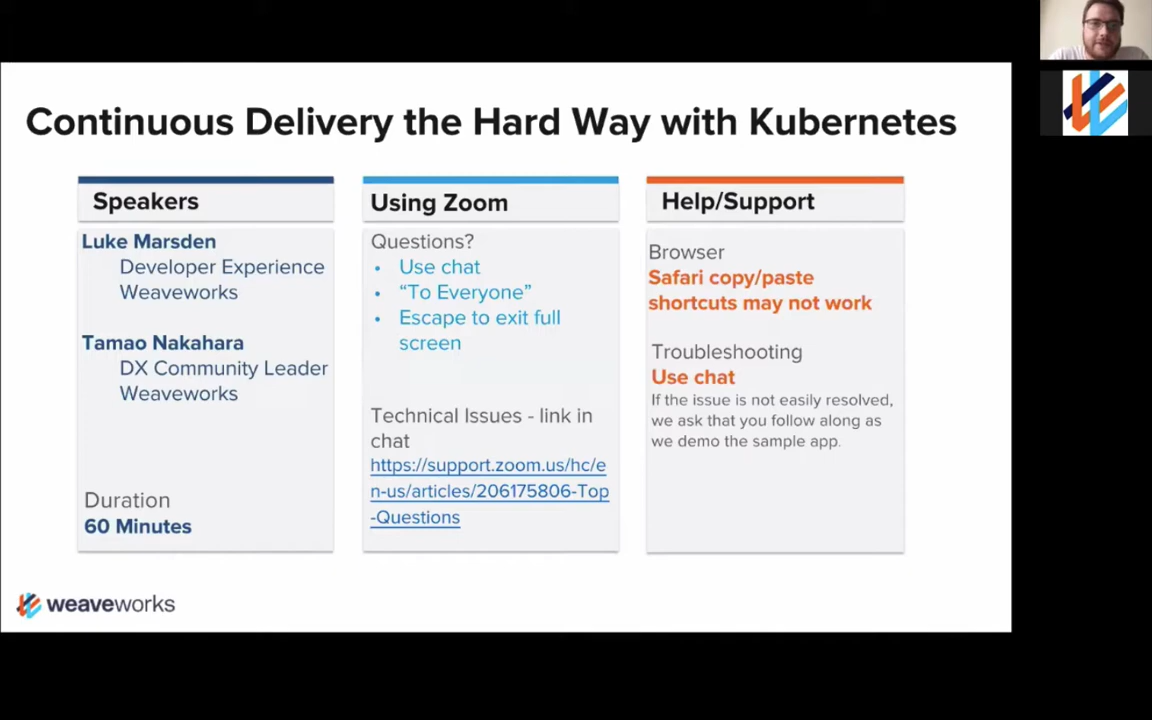 Continuous Delivery the Hard Way with Kubernetes
Speakers
Luke Marsden
Developer Experience
Weaveworks
Tamao Nakahara
DX Community Leader
Weaveworks
Duration
60 Minutes
Using Zoom
Questions?
• Use chat
• “To Everyone”
• Escape to exit full
screen
Technical Issues - link in
chat
https://support.zoom.us/hc/e
n-us/articles/206175806-Top
-Questions
Help/Support
Browser
Safari copy/paste
shortcuts may not work
Troubleshooting
Use chat
If the issue is not easily resolved,
we ask that you follow along as
we demo the sample app.
weaveworks